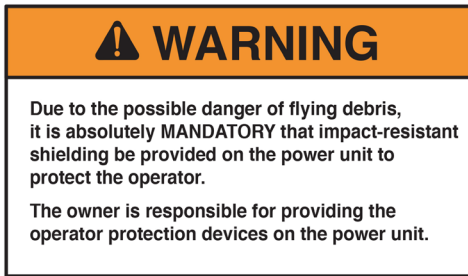 WARNING
Due to the possible danger of flying debris,
it is absolutely MANDATORY that impact-resistant
shielding be provided on the power unit to
protect the operator.
The owner is responsible for providing the
operator protection devices on the power unit.